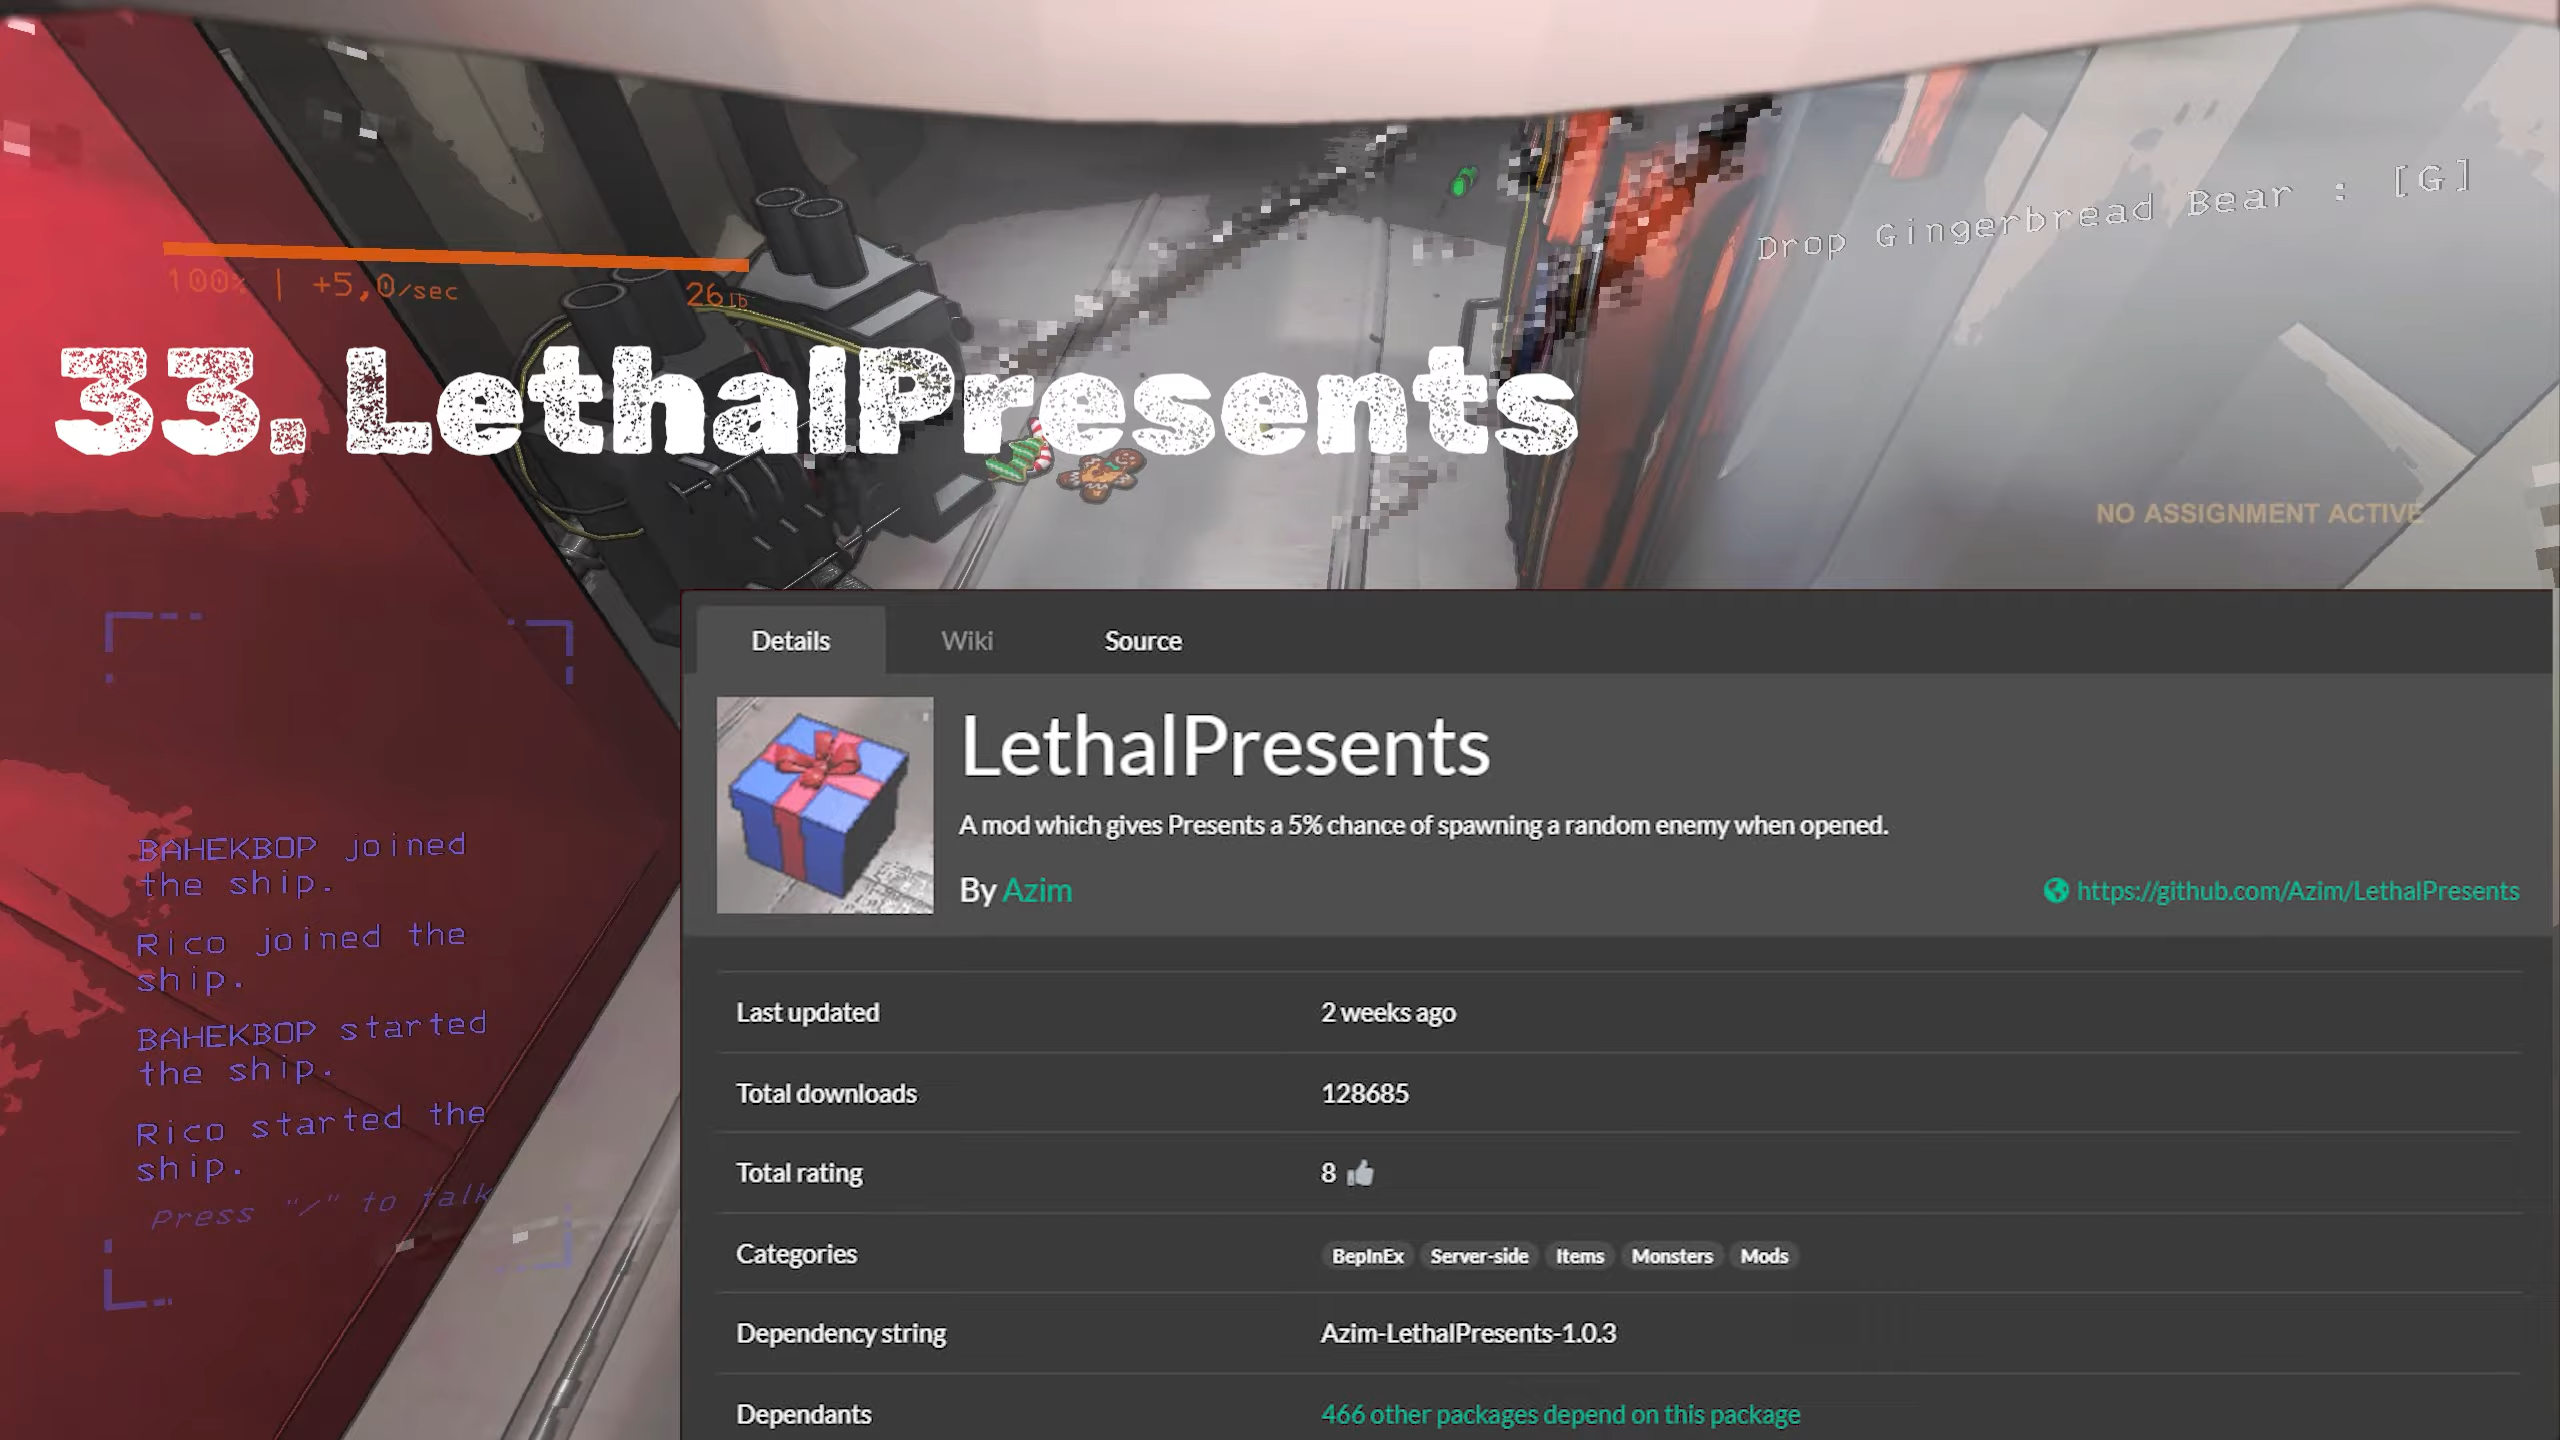 Drop Gingerbread Bear : [G]
100% | +5,0/sec
26 lb
33. LethalPresents
NO ASSIGNMENT ACTIVE
Details Wiki Source
LethalPresents
A mod which gives Presents a 5% chance of spawning a random enemy when opened.
By Azim
https://github.com/Azim/LethalPresents
BAHEKBOP joined
the ship.
Rico joined the
ship.
BAHEKBOP started
the ship.
Rico started the
ship.
Press "/" to talk
Last updated 2 weeks ago
Total downloads 128685
Total rating 8
Categories BepInEx Server-side Items Monsters Mods
Dependency string Azim-LethalPresents-1.0.3
Dependants 466 other packages depend on this package